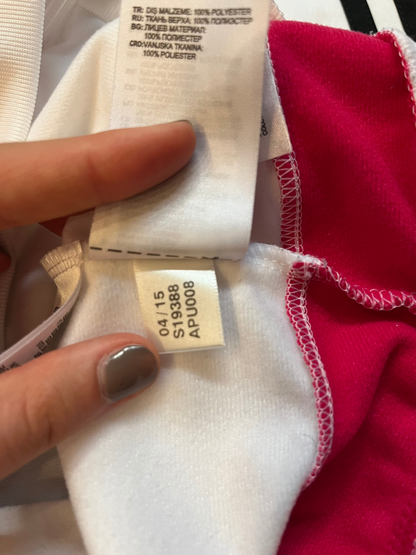 TR: DIŞ MALZEME: 100% POLYESTER
RU: ТКАНЬ ВЕРХА: 100% ПОЛИЭСТЕР
BG: ЛИЦЕВ МАТЕРИАЛ:
100% ПОЛИЕСТЕР
CRO: VANJSKA TKANINA:
100% POLIESTER
04/15
S19388
APU008